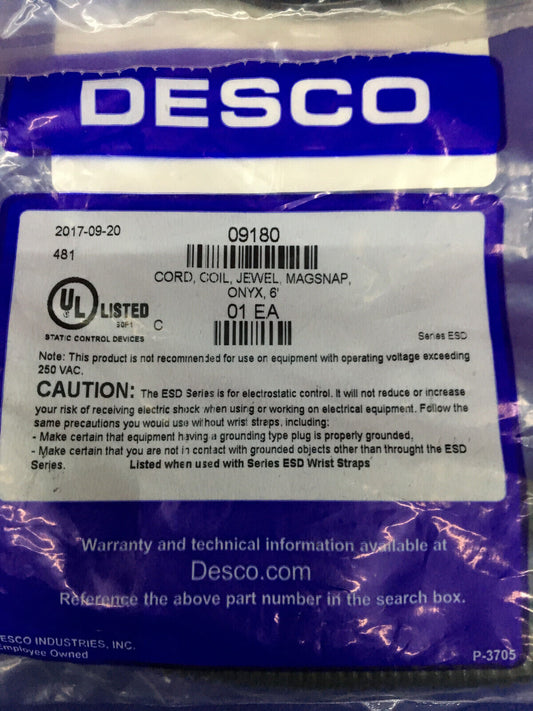 DESCO
2017-09-20
09180
481
CORD, COIL, JEWEL, MAGSNAP,
ONYX, 6'
UL LISTED
30F1
C
01 EA
STATIC CONTROL DEVICES
Series ESD
Note: This product is not recommended for use on equipment with operating voltage exceeding
250 VAC.
CAUTION: The ESD Series is for electrostatic control. It will not reduce or increase
your risk of receiving electric shock when using or working on electrical equipment. Follow the
same precautions you would use without wrist straps, including:
- Make certain that equipment having a grounding type plug is properly grounded.
- Make certain that you are not in contact with grounded objects other than throught the ESD
Series. Listed when used with Series ESD Wrist Straps
Warranty and technical information available at
Desco.com
Reference the above part number in the search box.
DESCO INDUSTRIES, INC.
Employee Owned
P-3705